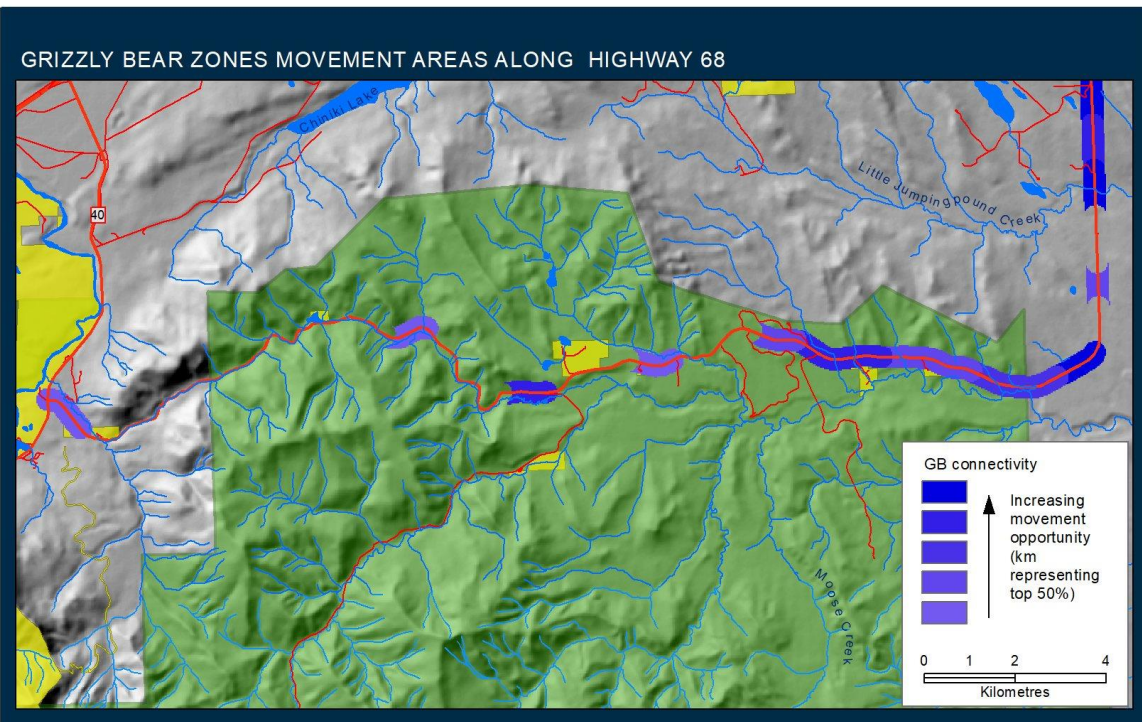 GRIZZLY BEAR ZONES MOVEMENT AREAS ALONG HIGHWAY 68
Chiniki Lake
Little Jumpingpound Creek
40
Moose Creek
GB connectivity
Increasing
movement
opportunity
(km
representing
top 50%)
0 1 2 4
Kilometres